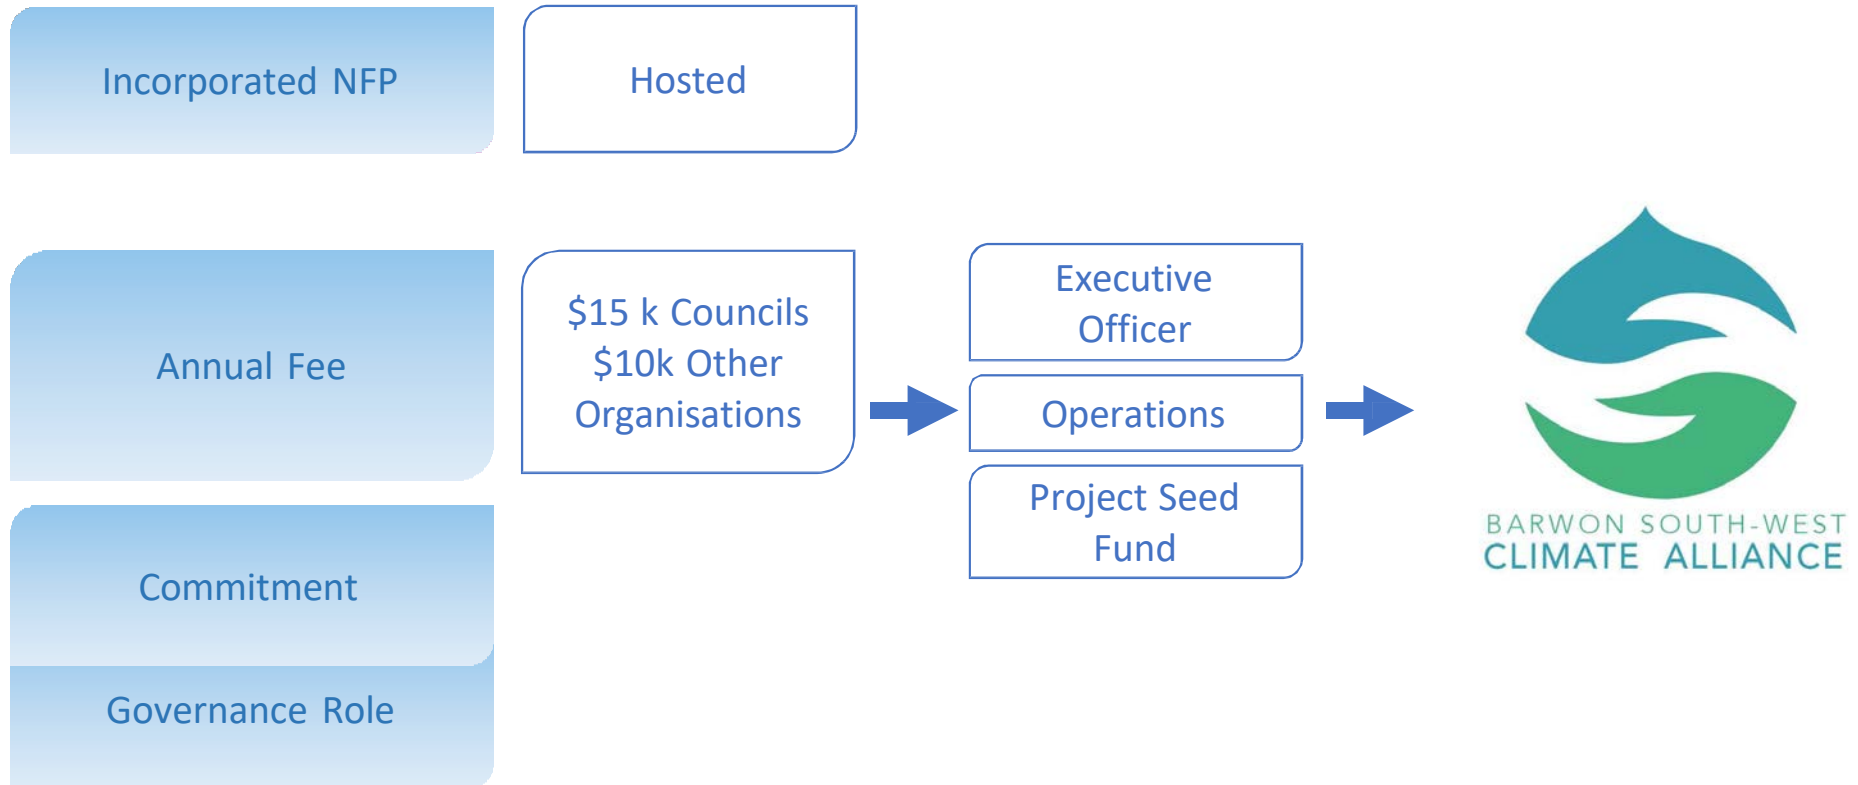 Incorporated NFP
Hosted
Annual Fee
$15 k Councils
$10k Other
Organisations
Executive
Officer
Operations
Project Seed
Fund
BARWON SOUTH-WEST
CLIMATE ALLIANCE
Commitment
Governance Role